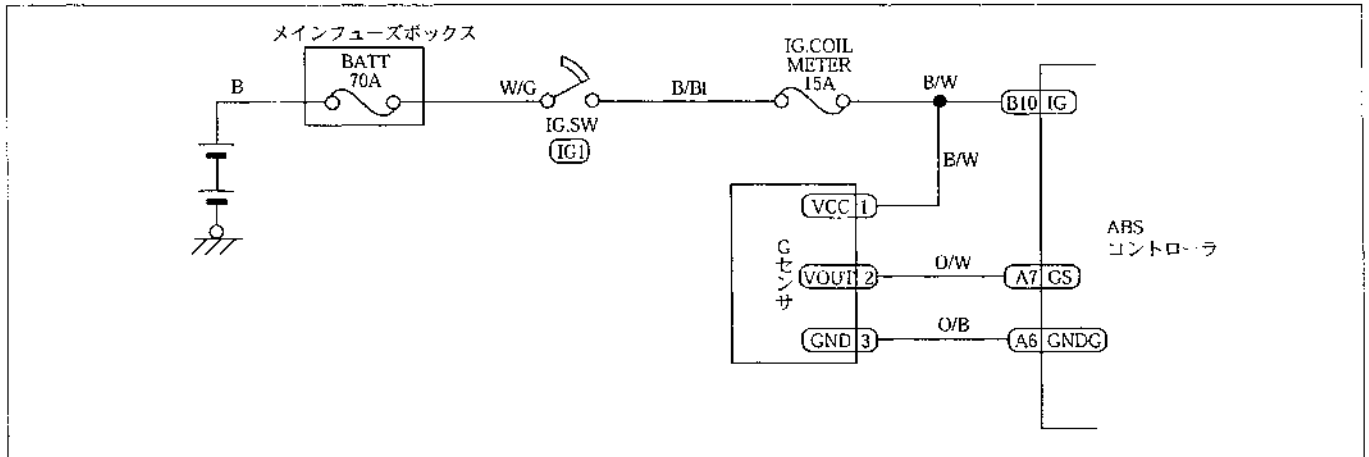 メインフューズボックス
BATT
70A
B
W/G
IG.SW
IG1
B/Bl
IG.COIL
METER
15A
B/W
B10 IG
B/W
VCC 1
Gセンサ
VOUT 2
O/W
A7 GS
GND 3
O/B
A6 GNDG
ABS
コントローラ